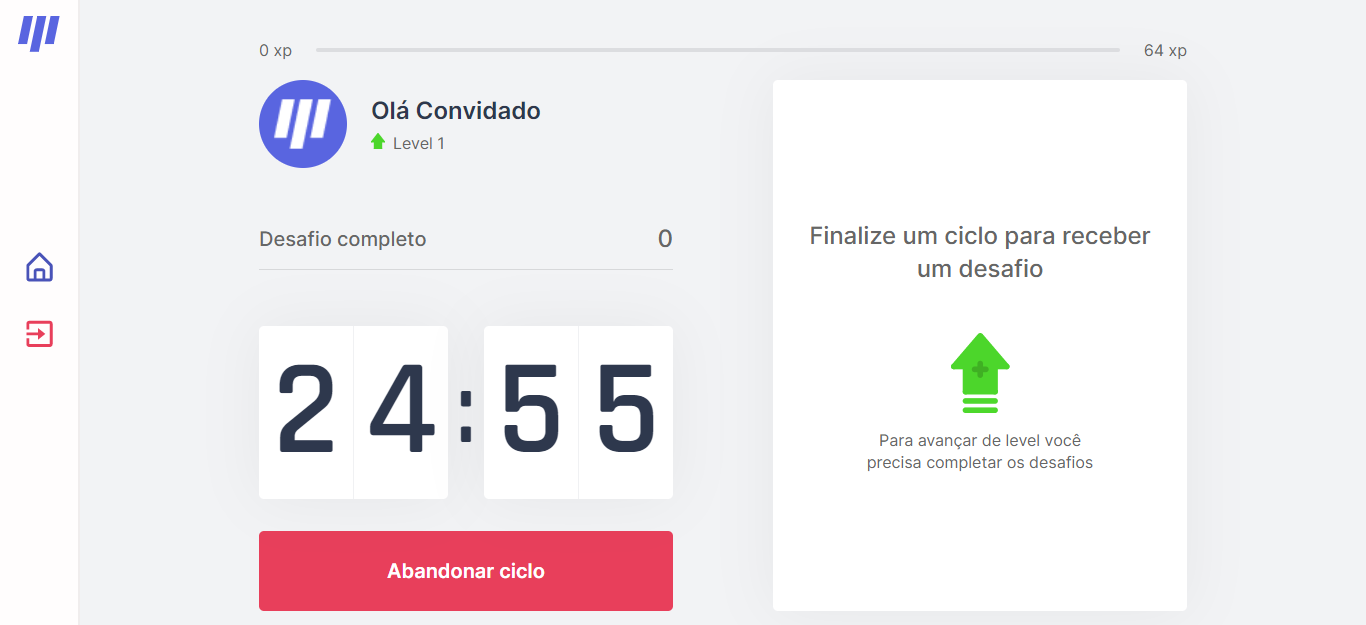 0 xp
64 xp
Olá Convidado
Level 1
Desafio completo
0
24:55
Abandonar ciclo
Finalize um ciclo para receber
um desafio
Para avançar de level você
precisa completar os desafios